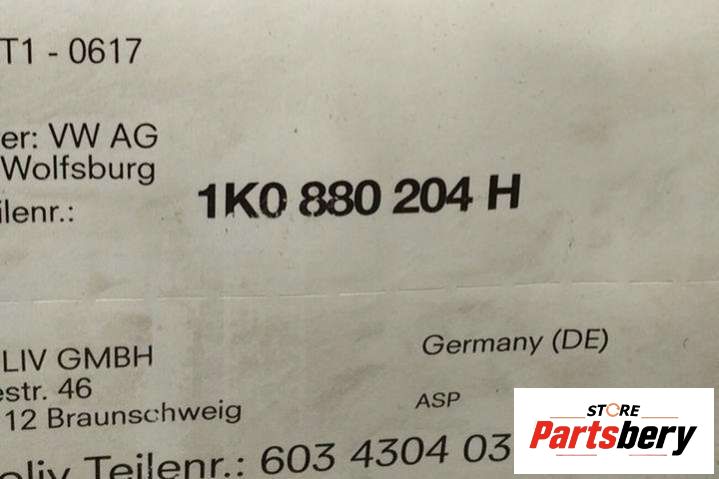 T1 - 0617
er: VW AG
Wolfsburg
ilenr.:
1K0 880 204 H
LIV GMBH
estr. 46
12 Braunschweig
Germany (DE)
ASP
oliv Teilenr.: 603 4304 03
STORE
Partsbery